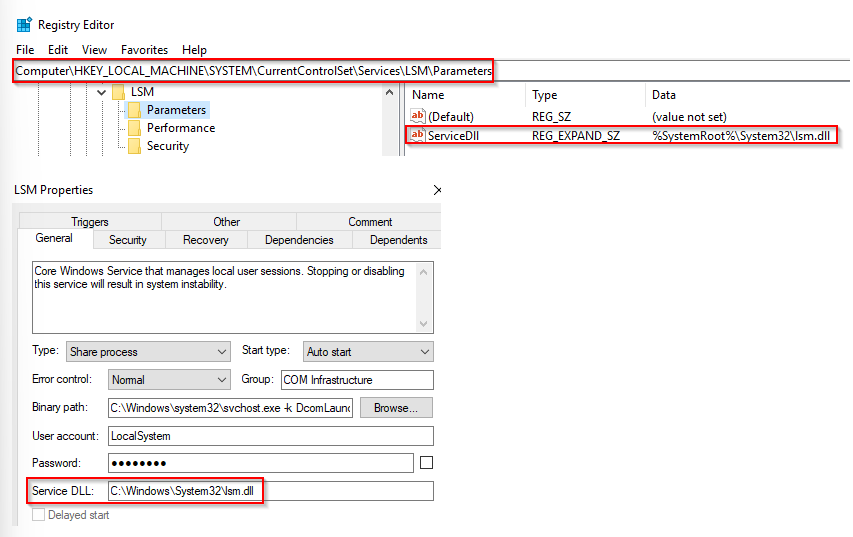 Registry Editor
File Edit View Favorites Help
Computer\HKEY_LOCAL_MACHINE\SYSTEM\CurrentControlSet\Services\LSM\Parameters
LSM
Parameters
Performance
Security
Name Type Data
ab (Default) REG_SZ (value not set)
ab ServiceDll REG_EXPAND_SZ %SystemRoot%\System32\lsm.dll
LSM Properties
Triggers Other Comment
General Security Recovery Dependencies Dependents
Core Windows Service that manages local user sessions. Stopping or disabling
this service will result in system instability.
Type: Share process Start type: Auto start
Error control: Normal Group: COM Infrastructure
Binary path: C:\Windows\system32\svchost.exe -k DcomLaunc Browse...
User account: LocalSystem
Password: ●●●●●●●●
Service DLL: C:\Windows\System32\lsm.dll
Delayed start